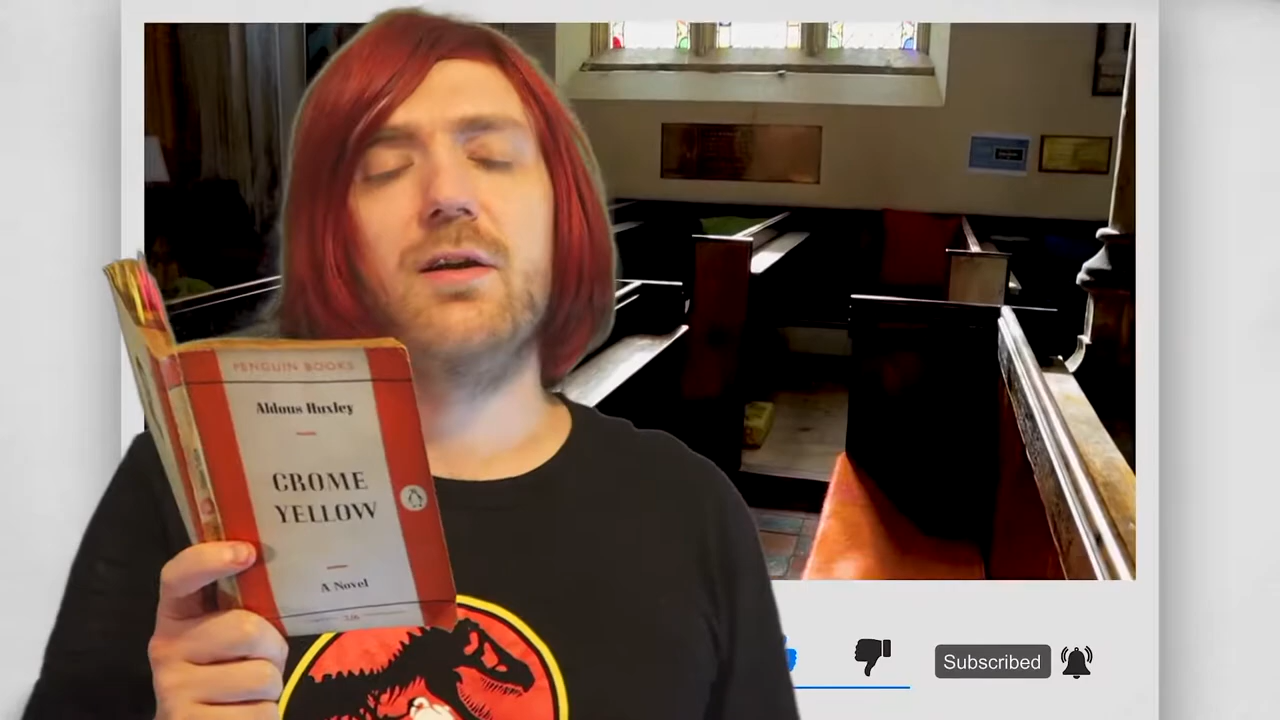 PENGUIN BOOKS
Aldous Huxley
CROME
YELLOW
A Novel
Subscribed